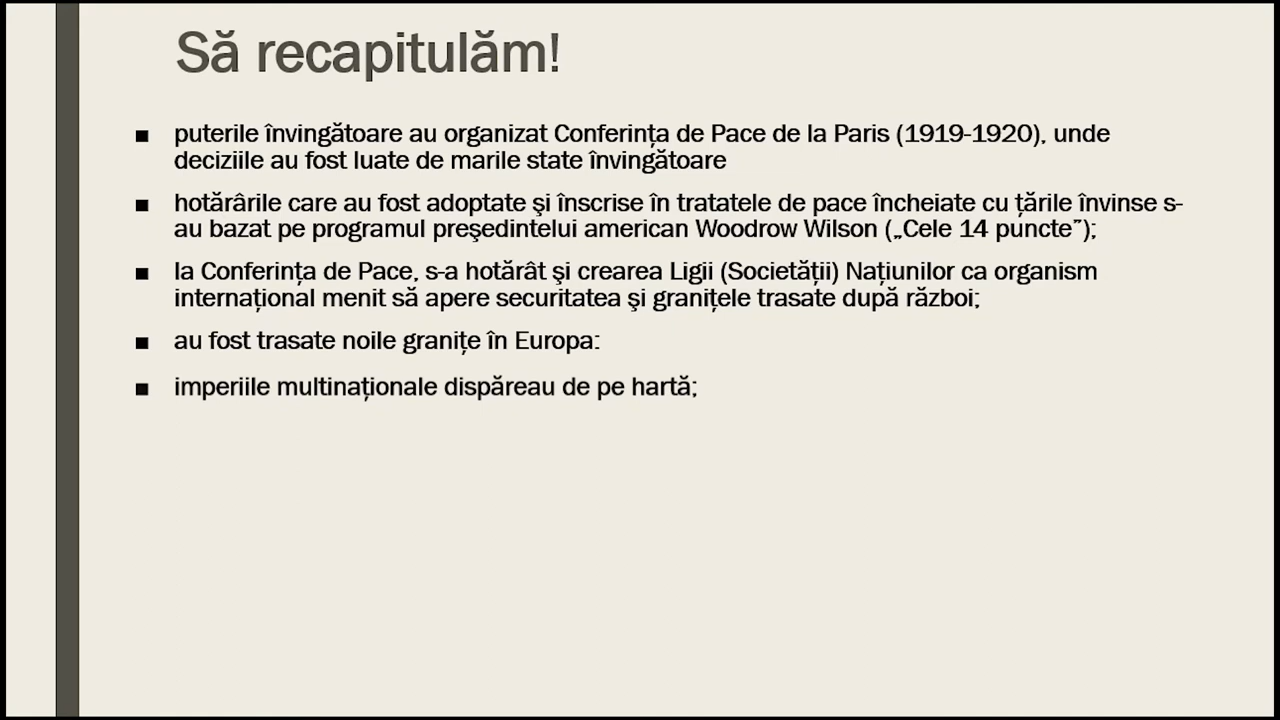 Să recapitulăm!
■ puterile învingătoare au organizat Conferința de Pace de la Paris (1919-1920), unde
deciziile au fost luate de marile state învingătoare
■ hotărârile care au fost adoptate şi înscrise în tratatele de pace încheiate cu țările învinse s-
au bazat pe programul preşedintelui american Woodrow Wilson („Cele 14 puncte”);
■ la Conferința de Pace, s-a hotărât şi crearea Ligii (Societății) Națiunilor ca organism
internațional menit să apere securitatea şi granițele trasate după război;
■ au fost trasate noile granițe în Europa:
■ imperiile multinaționale dispăreau de pe hartă;